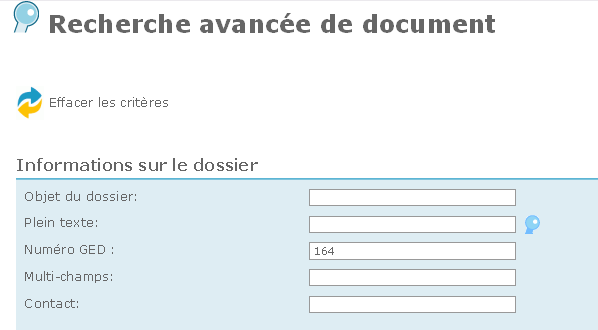 Recherche avancée de document
Effacer les critères
Informations sur le dossier
Objet du dossier:
Plein texte:
Numéro GED : 164
Multi-champs:
Contact: